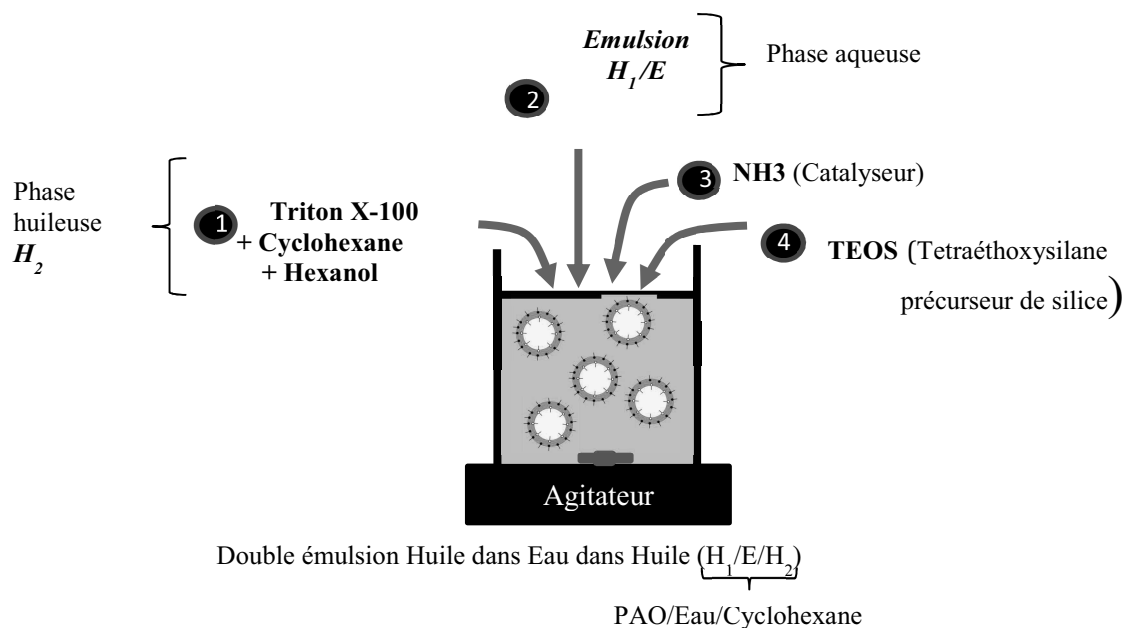 Emulsion
H1/E
Phase aqueuse
2
3
NH3 (Catalyseur)
Phase
huileuse
H2
1
Triton X-100
+ Cyclohexane
+ Hexanol
4
TEOS (Tetraéthoxysilane
précurseur de silice)
Agitateur
Double émulsion Huile dans Eau dans Huile (H1/E/H2)
PAO/Eau/Cyclohexane